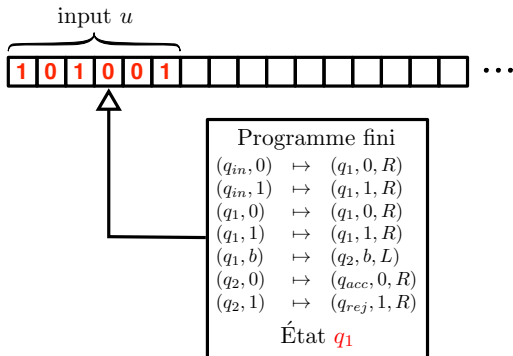 input u
1 0 1 0 0 1
...
Programme fini
(q_in, 0) ↦ (q_1, 0, R)
(q_in, 1) ↦ (q_1, 1, R)
(q_1, 0) ↦ (q_1, 0, R)
(q_1, 1) ↦ (q_1, 1, R)
(q_1, b) ↦ (q_2, b, L)
(q_2, 0) ↦ (q_acc, 0, R)
(q_2, 1) ↦ (q_rej, 1, R)
État q_1